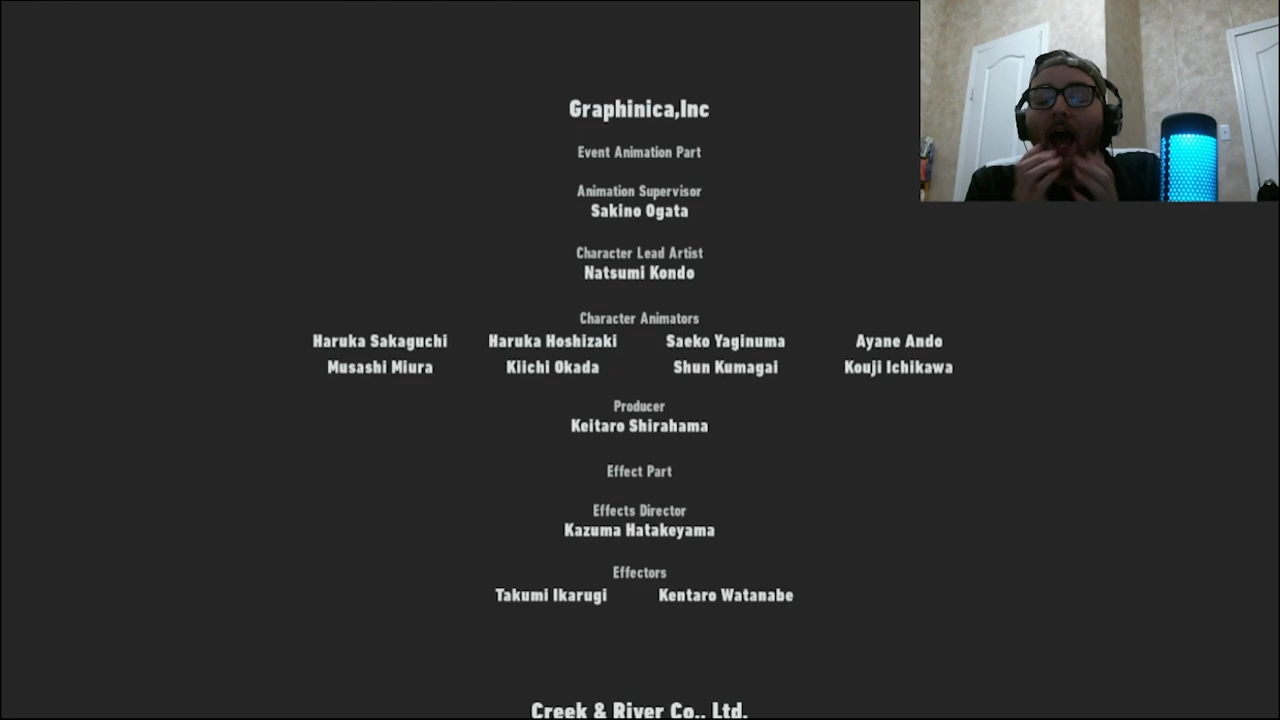 Graphinica,Inc
Event Animation Part
Animation Supervisor
Sakino Ogata
Character Lead Artist
Natsumi Kondo
Character Animators
Haruka Sakaguchi Haruka Hoshizaki Saeko Yaginuma Ayane Ando
Musashi Miura Kiichi Okada Shun Kumagai Kouji Ichikawa
Producer
Keitaro Shirahama
Effect Part
Effects Director
Kazuma Hatakeyama
Effectors
Takumi Ikarugi Kentaro Watanabe
Creek & River Co., Ltd.